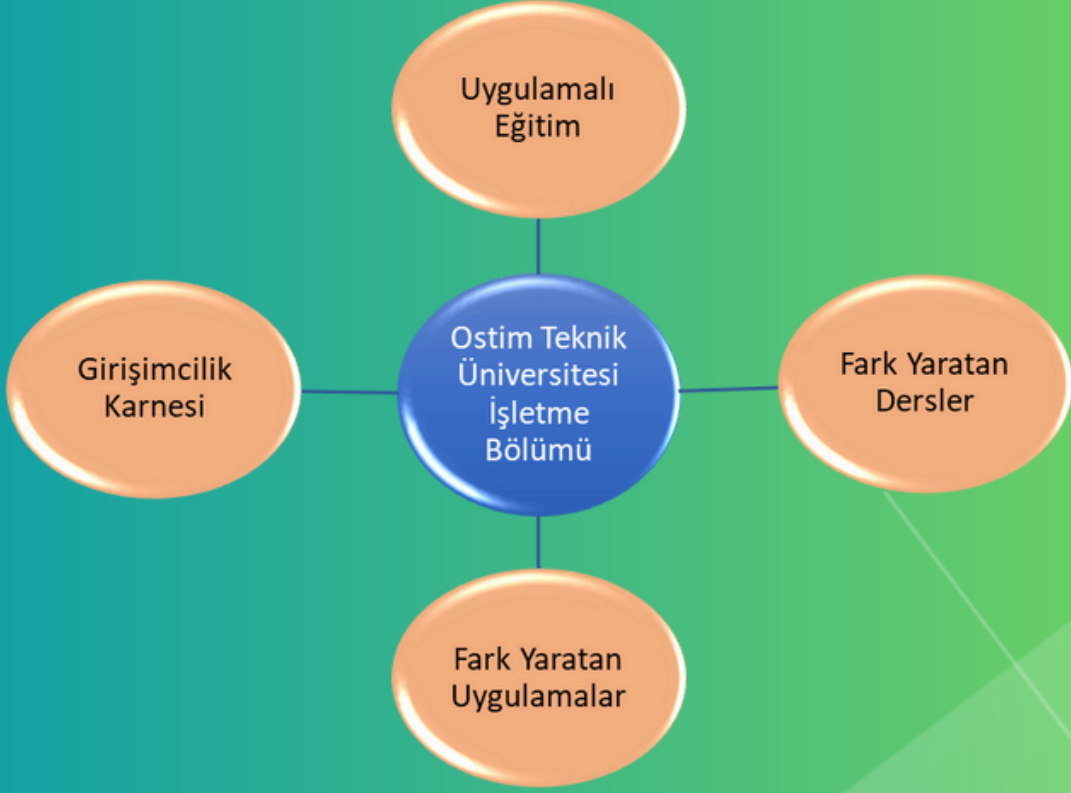 Uygulamalı
Eğitim
Girişimcilik
Karnesi
Ostim Teknik
Üniversitesi
İşletme
Bölümü
Fark Yaratan
Dersler
Fark Yaratan
Uygulamalar